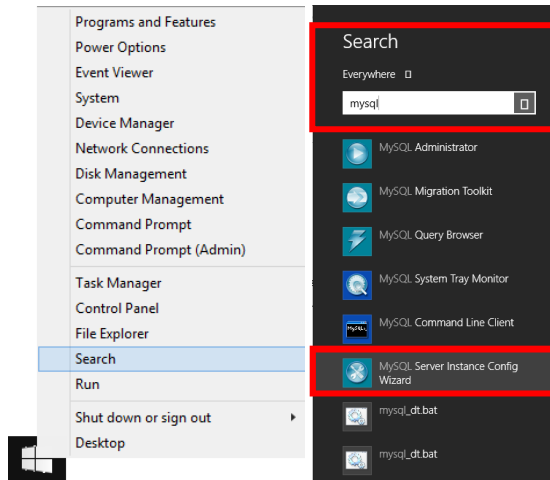 Programs and Features
Power Options
Event Viewer
System
Device Manager
Network Connections
Disk Management
Computer Management
Command Prompt
Command Prompt (Admin)
Task Manager
Control Panel
File Explorer
Search
Run
Shut down or sign out
Desktop
Search
Everywhere
mysql
MySQL Administrator
MySQL Migration Toolkit
MySQL Query Browser
MySQL System Tray Monitor
MySQL Command Line Client
MySQL Server Instance Config
Wizard
mysql_dt.bat
mysql_dt.bat